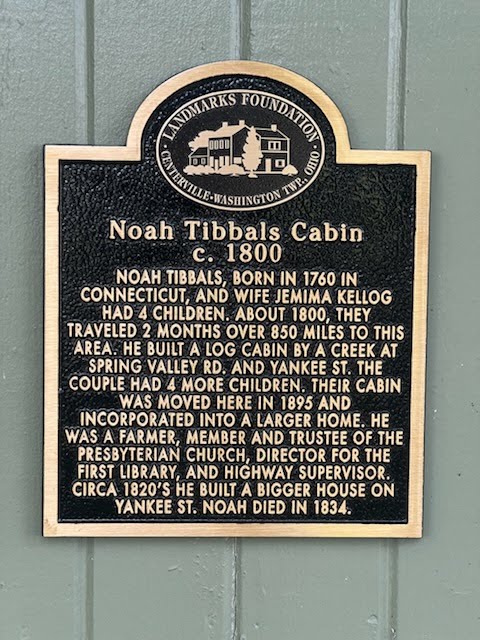 LANDMARKS FOUNDATION
CENTERVILLE-WASHINGTON TWP., OHIO
Noah Tibbals Cabin
c. 1800
NOAH TIBBALS, BORN IN 1760 IN
CONNECTICUT, AND WIFE JEMIMA KELLOG
HAD 4 CHILDREN. ABOUT 1800, THEY
TRAVELED 2 MONTHS OVER 850 MILES TO THIS
AREA. HE BUILT A LOG CABIN BY A CREEK AT
SPRING VALLEY RD. AND YANKEE ST. THE
COUPLE HAD 4 MORE CHILDREN. THEIR CABIN
WAS MOVED HERE IN 1895 AND
INCORPORATED INTO A LARGER HOME. HE
WAS A FARMER, MEMBER AND TRUSTEE OF THE
PRESBYTERIAN CHURCH, DIRECTOR FOR THE
FIRST LIBRARY, AND HIGHWAY SUPERVISOR.
CIRCA 1820'S HE BUILT A BIGGER HOUSE ON
YANKEE ST. NOAH DIED IN 1834.